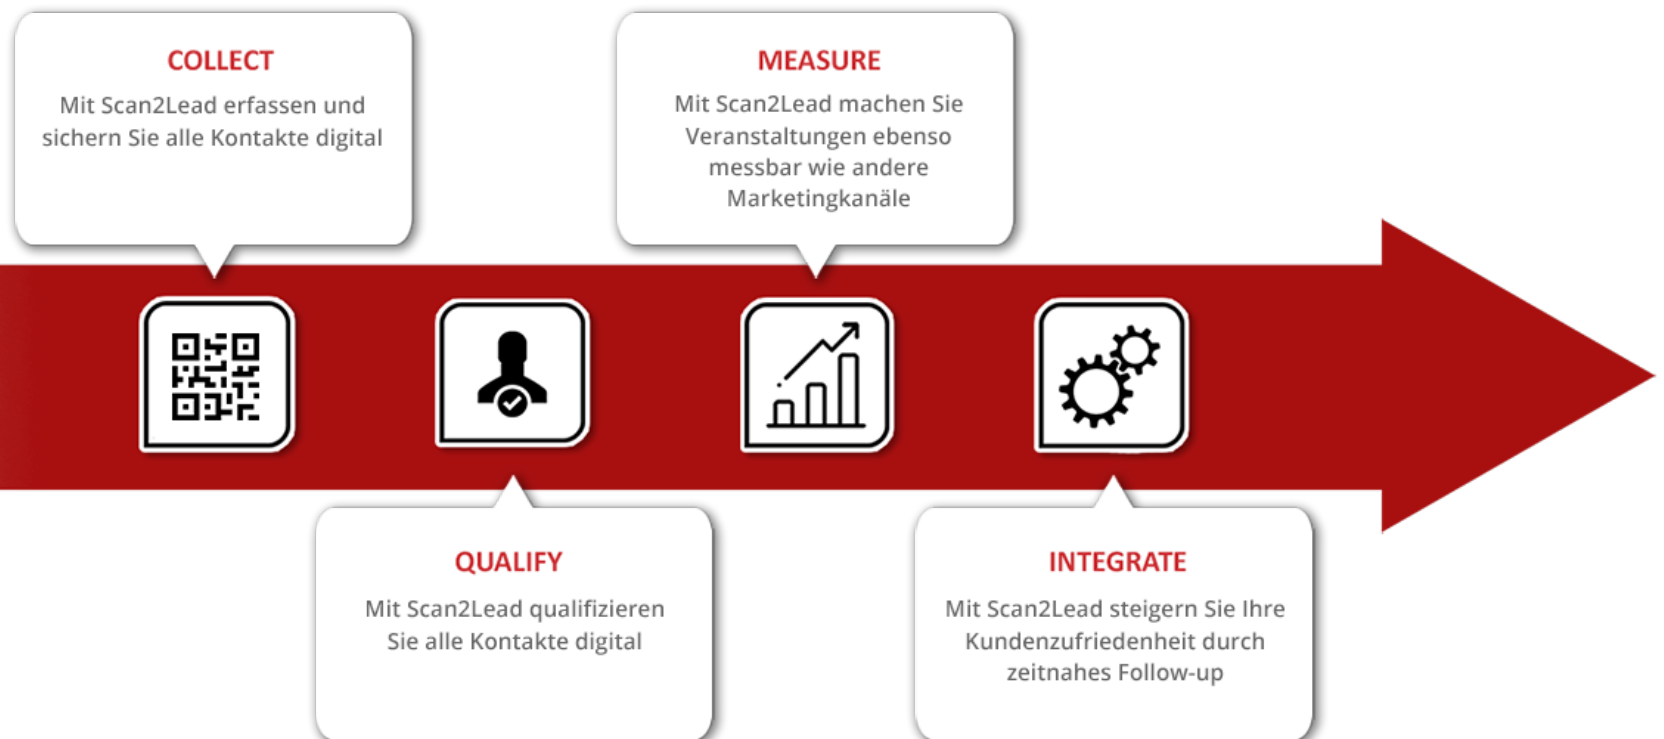 COLLECT
Mit Scan2Lead erfassen und
sichern Sie alle Kontakte digital
QUALIFY
Mit Scan2Lead qualifizieren
Sie alle Kontakte digital
MEASURE
Mit Scan2Lead machen Sie
Veranstaltungen ebenso
messbar wie andere
Marketingkanäle
INTEGRATE
Mit Scan2Lead steigern Sie Ihre
Kundenzufriedenheit durch
zeitnahes Follow-up